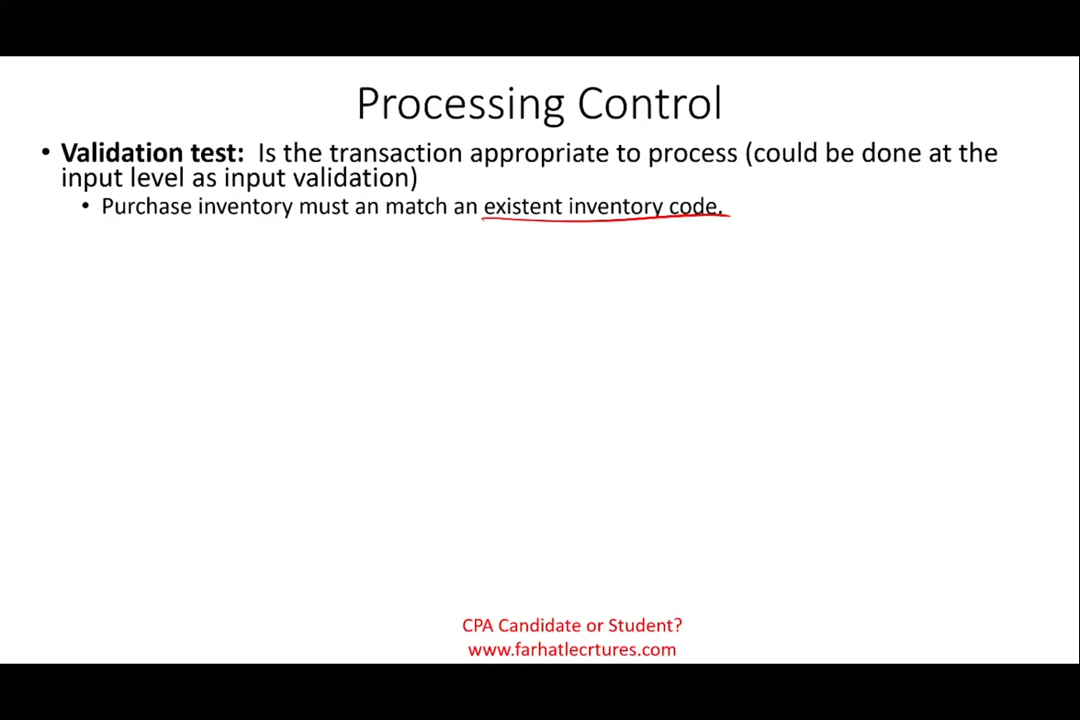 Processing Control
• Validation test: Is the transaction appropriate to process (could be done at the
input level as input validation)
• Purchase inventory must an match an existent inventory code.
CPA Candidate or Student?
www.farhatlecrtures.com